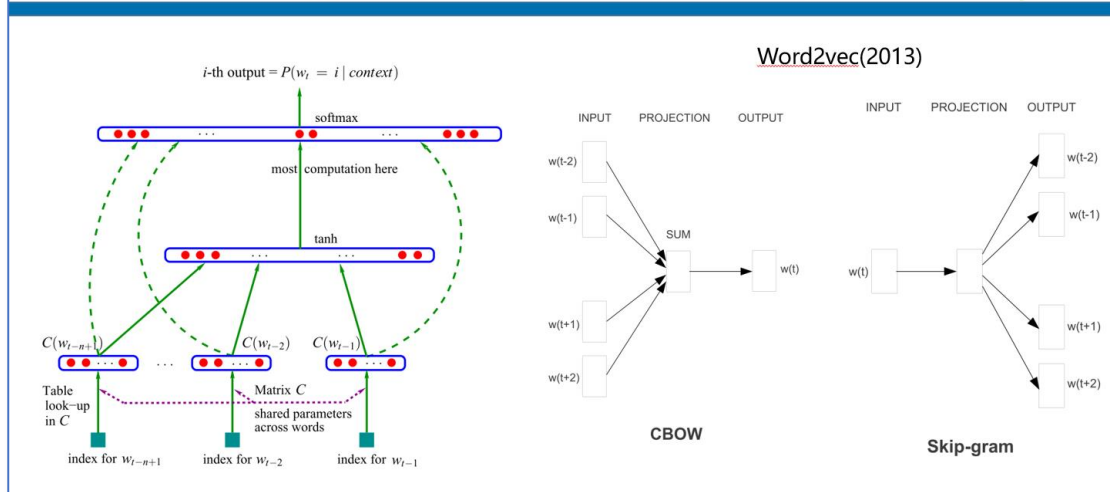 i-th output = P(w_t = i | context)
softmax
... ...
most computation here
tanh
... ...
C(w_{t−n+1}) C(w_{t−2}) C(w_{t−1})
... ... ... ...
Table look−up in C
Matrix C
shared parameters across words
index for w_{t−n+1} index for w_{t−2} index for w_{t−1}
Word2vec(2013)
INPUT PROJECTION OUTPUT
w(t-2)
w(t-1)
SUM
w(t)
w(t+1)
w(t+2)
CBOW
INPUT PROJECTION OUTPUT
w(t-2)
w(t-1)
w(t)
w(t+1)
w(t+2)
Skip-gram